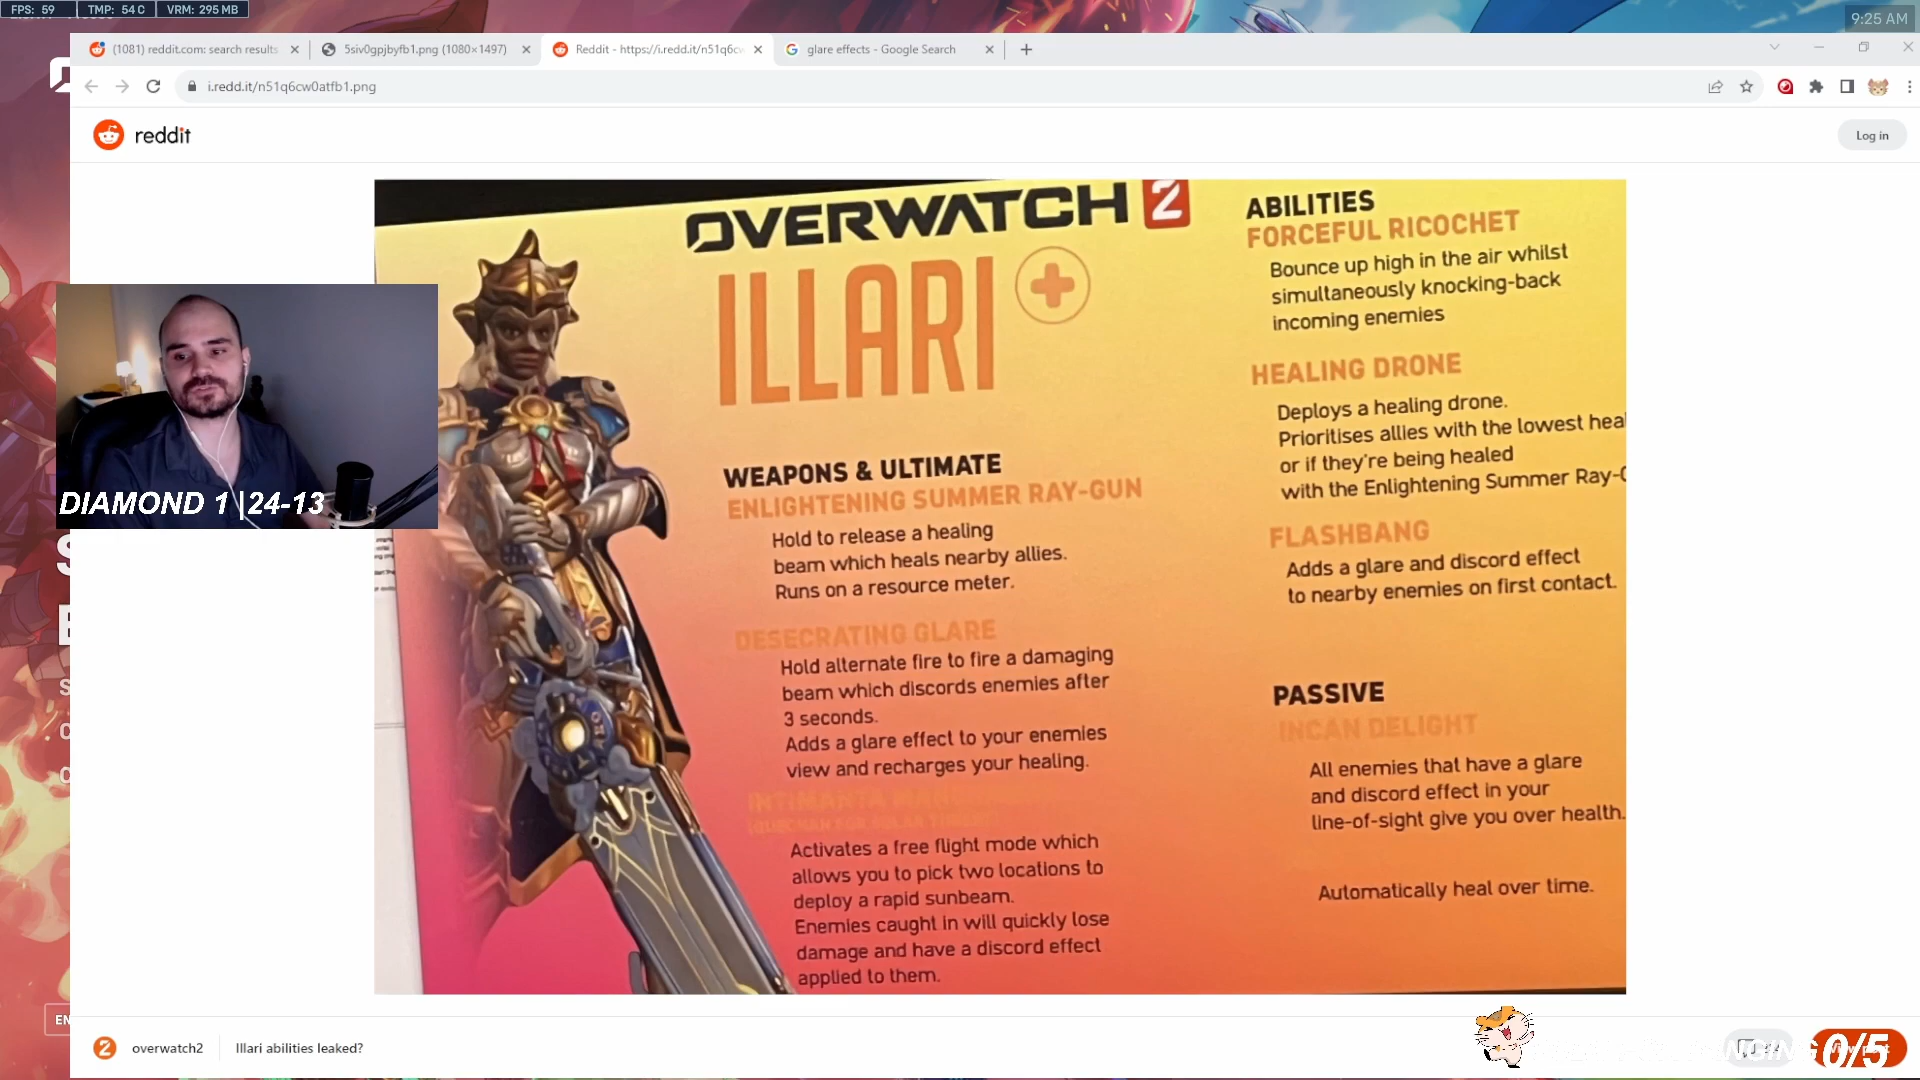 FPS: 59 TMP: 54 C VRM: 295 MB
9:25 AM
(1081) reddit.com: search results
5siv0gpjbyfb1.png (1080×1497)
Reddit - https://i.redd.it/n51q6cw
glare effects - Google Search
i.redd.it/n51q6cw0atfb1.png
reddit
Log in
OVERWATCH 2
ILLARI
WEAPONS & ULTIMATE
ENLIGHTENING SUMMER RAY-GUN
Hold to release a healing
beam which heals nearby allies.
Runs on a resource meter.
DESECRATING GLARE
Hold alternate fire to fire a damaging
beam which discords enemies after
3 seconds.
Adds a glare effect to your enemies
view and recharges your healing.
Activates a free flight mode which
allows you to pick two locations to
deploy a rapid sunbeam.
Enemies caught in will quickly lose
damage and have a discord effect
applied to them.
ABILITIES
FORCEFUL RICOCHET
Bounce up high in the air whilst
simultaneously knocking-back
incoming enemies
HEALING DRONE
Deploys a healing drone.
Prioritises allies with the lowest hea
or if they're being healed
with the Enlightening Summer Ray-
FLASHBANG
Adds a glare and discord effect
to nearby enemies on first contact.
PASSIVE
INCAN DELIGHT
All enemies that have a glare
and discord effect in your
line-of-sight give you over health.
Automatically heal over time.
DIAMOND 1 |24-13
EN
overwatch2
Illari abilities leaked?
0/5